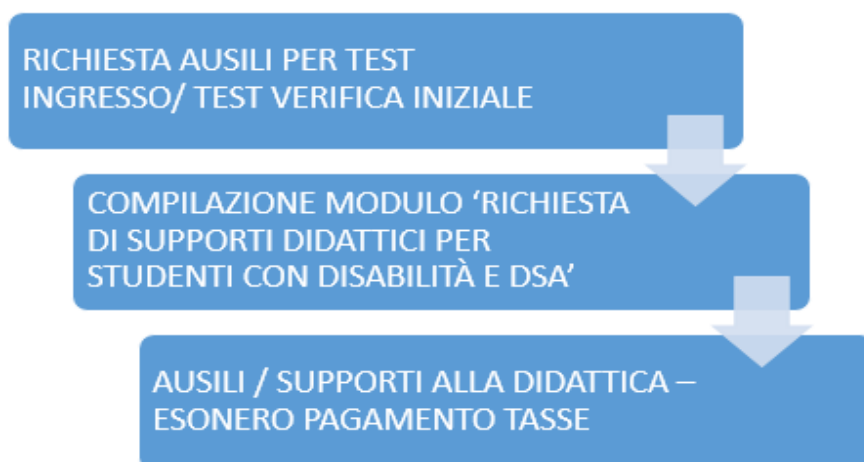 RICHIESTA AUSILI PER TEST
INGRESSO/ TEST VERIFICA INIZIALE
COMPILAZIONE MODULO ‘RICHIESTA
DI SUPPORTI DIDATTICI PER
STUDENTI CON DISABILITÀ E DSA’
AUSILI / SUPPORTI ALLA DIDATTICA –
ESONERO PAGAMENTO TASSE